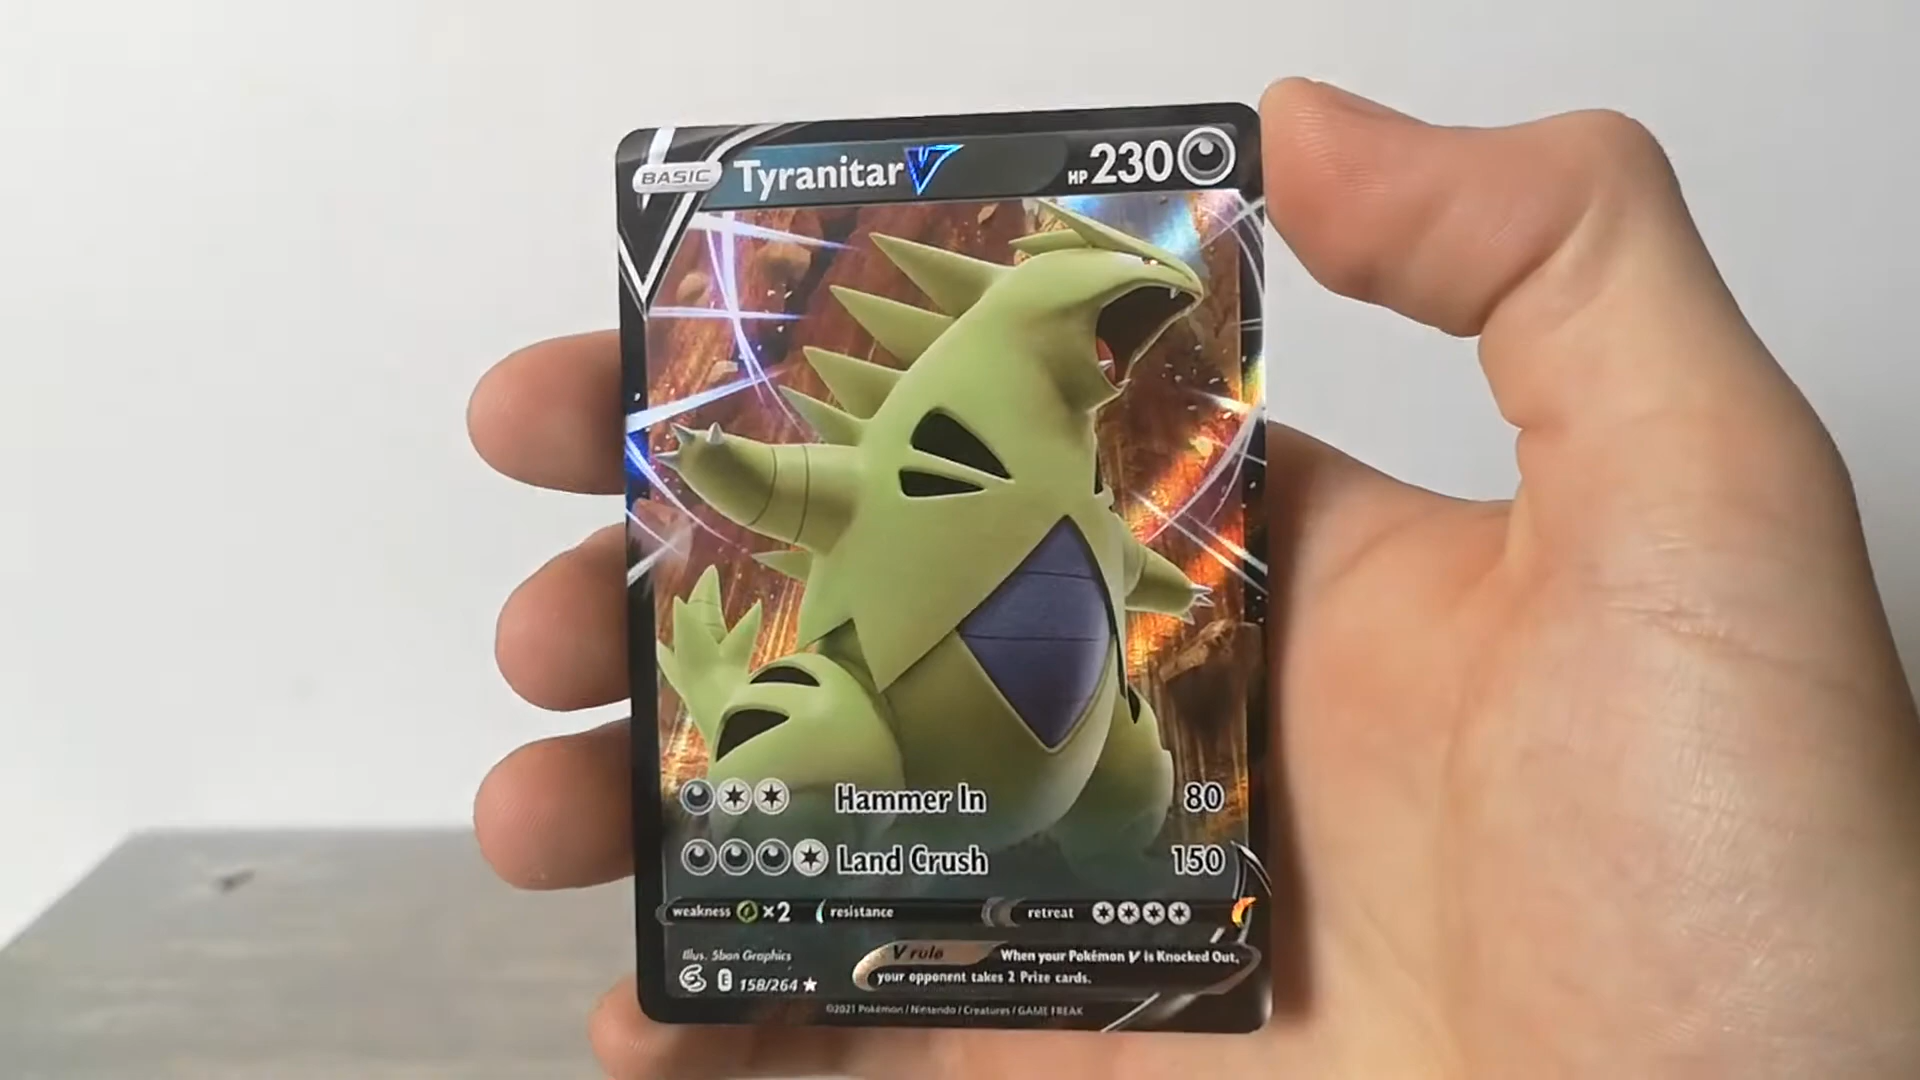 BASIC Tyranitar V HP 230
Hammer In 80
Land Crush 150
weakness ×2 resistance retreat
Illus. 5ban Graphics
V rule When your Pokémon V is Knocked Out,
your opponent takes 2 Prize cards.
E 158/264
©2021 Pokémon / Nintendo / Creatures / GAME FREAK